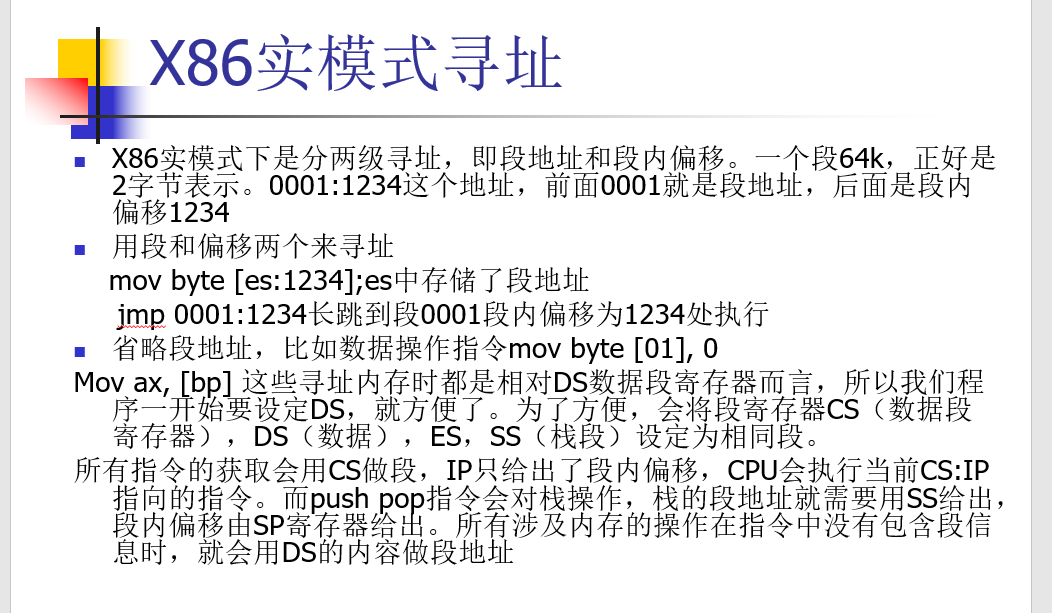 X86实模式寻址
X86实模式下是分两级寻址，即段地址和段内偏移。一个段64k，正好是
2字节表示。0001:1234这个地址，前面0001就是段地址，后面是段内
偏移1234
用段和偏移两个来寻址
mov byte [es:1234];es中存储了段地址
jmp 0001:1234长跳到段0001段内偏移为1234处执行
省略段地址，比如数据操作指令mov byte [01], 0
Mov ax, [bp] 这些寻址内存时都是相对DS数据段寄存器而言，所以我们程
序一开始要设定DS，就方便了。为了方便，会将段寄存器CS（数据段
寄存器），DS（数据），ES，SS（栈段）设定为相同段。
所有指令的获取会用CS做段，IP只给出了段内偏移，CPU会执行当前CS:IP
指向的指令。而push pop指令会对栈操作，栈的段地址就需要用SS给出，
段内偏移由SP寄存器给出。所有涉及内存的操作在指令中没有包含段信
息时，就会用DS的内容做段地址